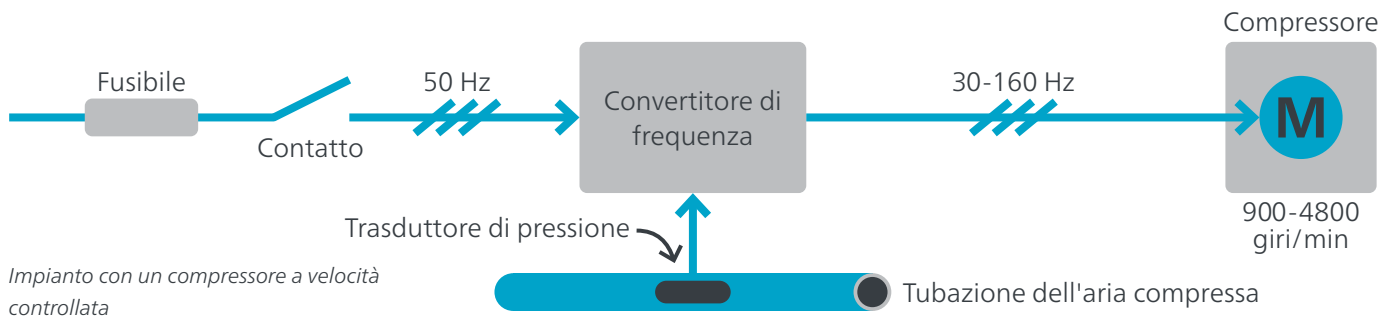 Compressore
Fusibile
50 Hz
30-160 Hz
Convertitore di
frequenza
M
Contatto
900-4800
giri/min
Trasduttore di pressione
Impianto con un compressore a velocità
controllata
Tubazione dell'aria compressa